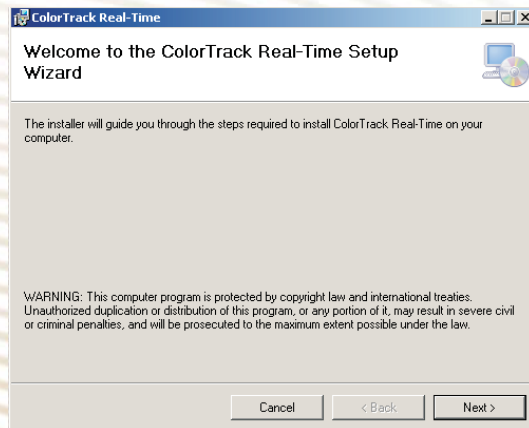 ColorTrack Real-Time
Welcome to the ColorTrack Real-Time Setup
Wizard
The installer will guide you through the steps required to install ColorTrack Real-Time on your
computer.
WARNING: This computer program is protected by copyright law and international treaties.
Unauthorized duplication or distribution of this program, or any portion of it, may result in severe civil
or criminal penalties, and will be prosecuted to the maximum extent possible under the law.
Cancel
< Back
Next >